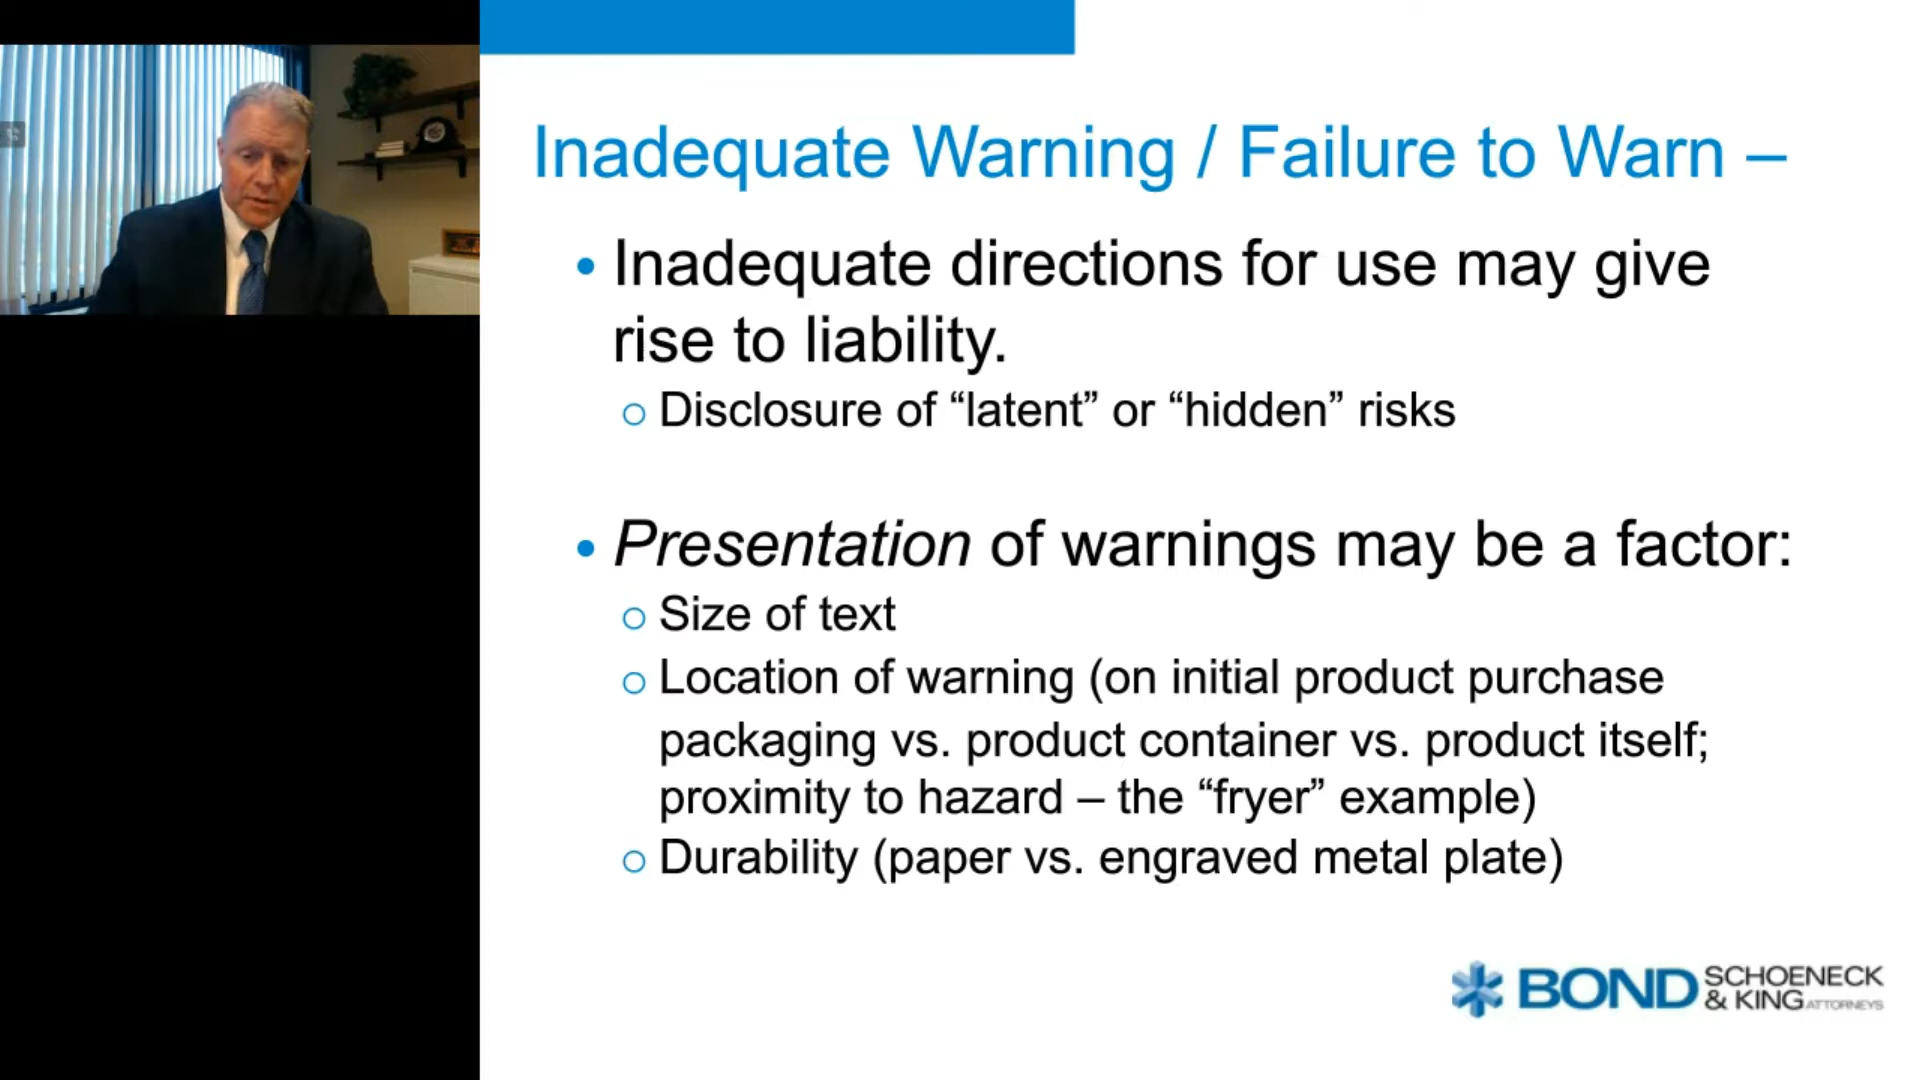 Inadequate Warning / Failure to Warn –
• Inadequate directions for use may give
rise to liability.
○ Disclosure of “latent” or “hidden” risks
• Presentation of warnings may be a factor:
○ Size of text
○ Location of warning (on initial product purchase
packaging vs. product container vs. product itself;
proximity to hazard – the “fryer” example)
○ Durability (paper vs. engraved metal plate)
BOND SCHOENECK
& KING ATTORNEYS